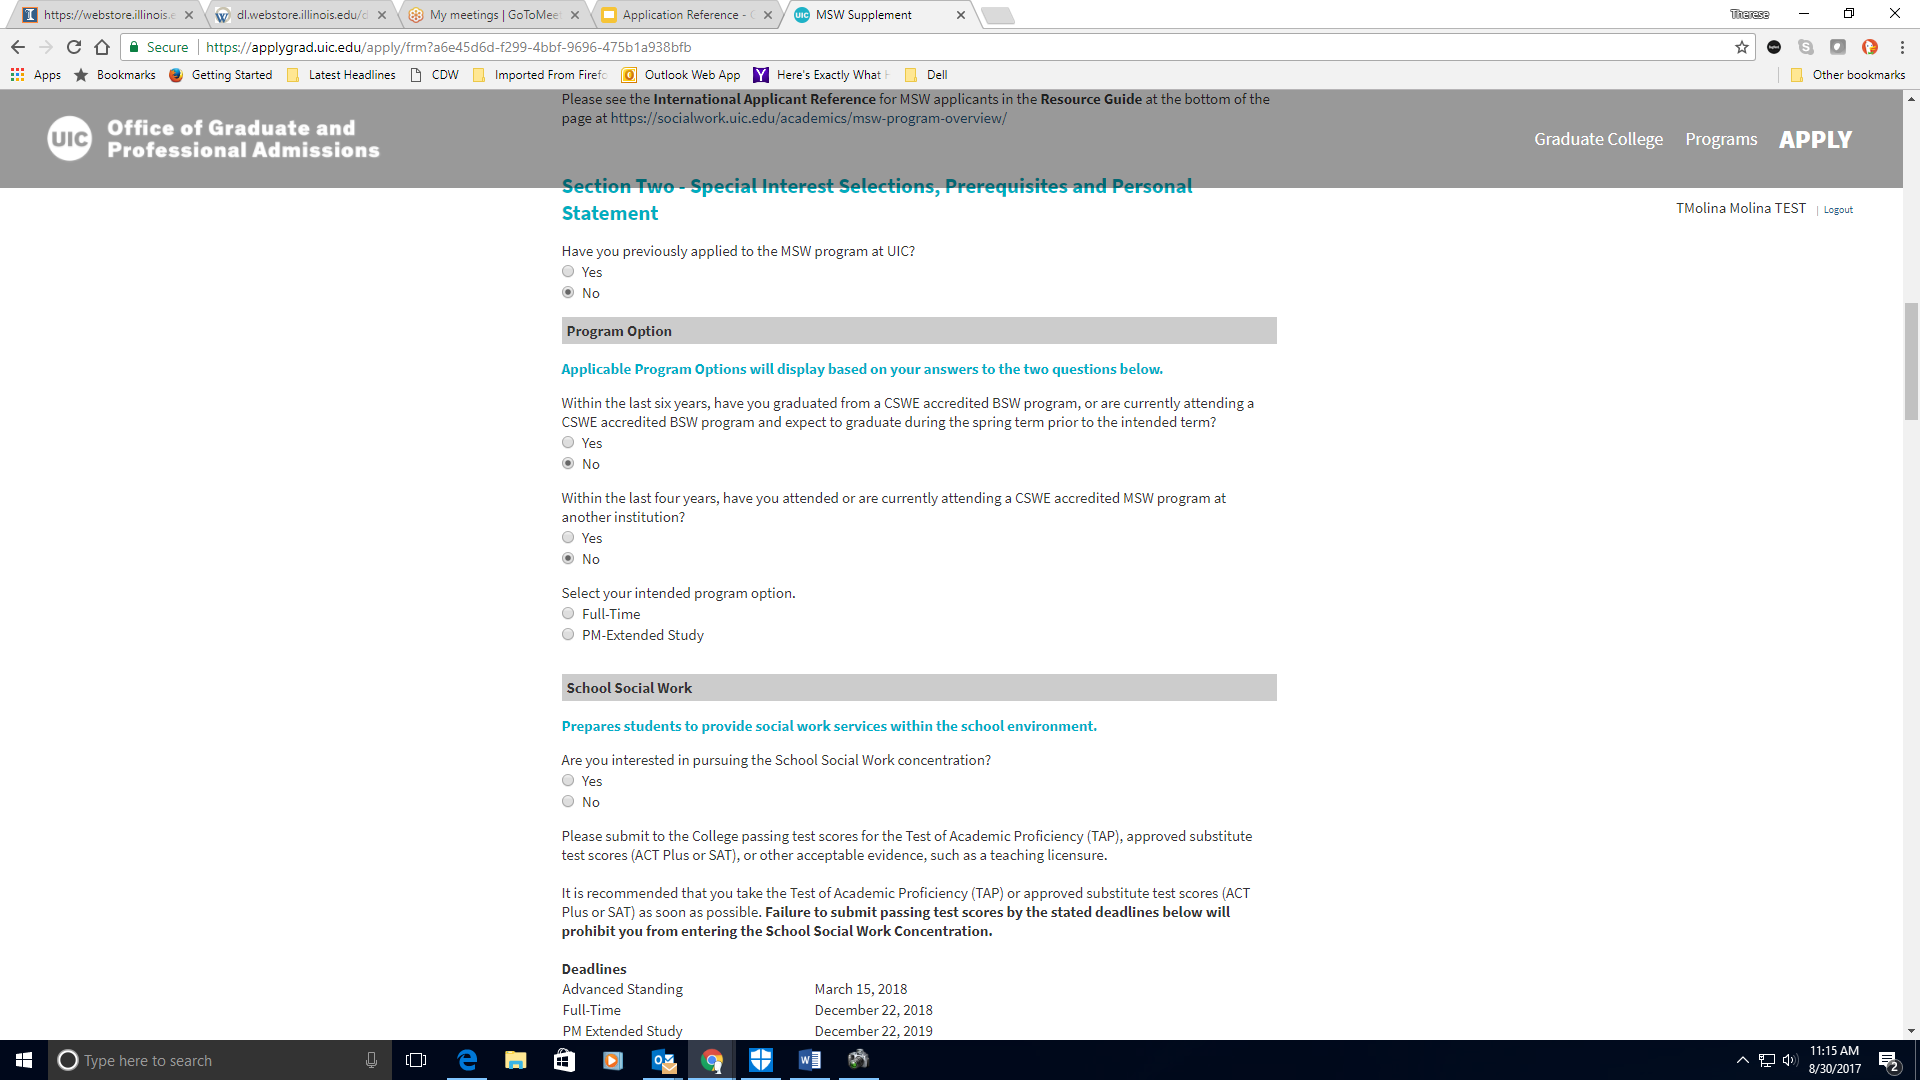 https://webstore.illinois.e
dl.webstore.illinois.edu/d
My meetings | GoToMeet
Application Reference -
MSW Supplement
Therese
Secure
https://applygrad.uic.edu/apply/frm?a6e45d6d-f299-4bbf-9696-475b1a938bfb
Apps
Bookmarks
Getting Started
Latest Headlines
CDW
Imported From Firefo
Outlook Web App
Here's Exactly What H
Dell
Other bookmarks
Please see the International Applicant Reference for MSW applicants in the Resource Guide at the bottom of the
page at https://socialwork.uic.edu/academics/msw-program-overview/
UIC
Office of Graduate and
Professional Admissions
Graduate College
Programs
APPLY
TMolina Molina TEST | Logout
Section Two - Special Interest Selections, Prerequisites and Personal
Statement
Have you previously applied to the MSW program at UIC?
Yes
No
Program Option
Applicable Program Options will display based on your answers to the two questions below.
Within the last six years, have you graduated from a CSWE accredited BSW program, or are currently attending a
CSWE accredited BSW program and expect to graduate during the spring term prior to the intended term?
Yes
No
Within the last four years, have you attended or are currently attending a CSWE accredited MSW program at
another institution?
Yes
No
Select your intended program option.
Full-Time
PM-Extended Study
School Social Work
Prepares students to provide social work services within the school environment.
Are you interested in pursuing the School Social Work concentration?
Yes
No
Please submit to the College passing test scores for the Test of Academic Proficiency (TAP), approved substitute
test scores (ACT Plus or SAT), or other acceptable evidence, such as a teaching licensure.
It is recommended that you take the Test of Academic Proficiency (TAP) or approved substitute test scores (ACT
Plus or SAT) as soon as possible. Failure to submit passing test scores by the stated deadlines below will
prohibit you from entering the School Social Work Concentration.
Deadlines
Advanced Standing March 15, 2018
Full-Time December 22, 2018
PM Extended Study December 22, 2019
Type here to search
11:15 AM
8/30/2017
2